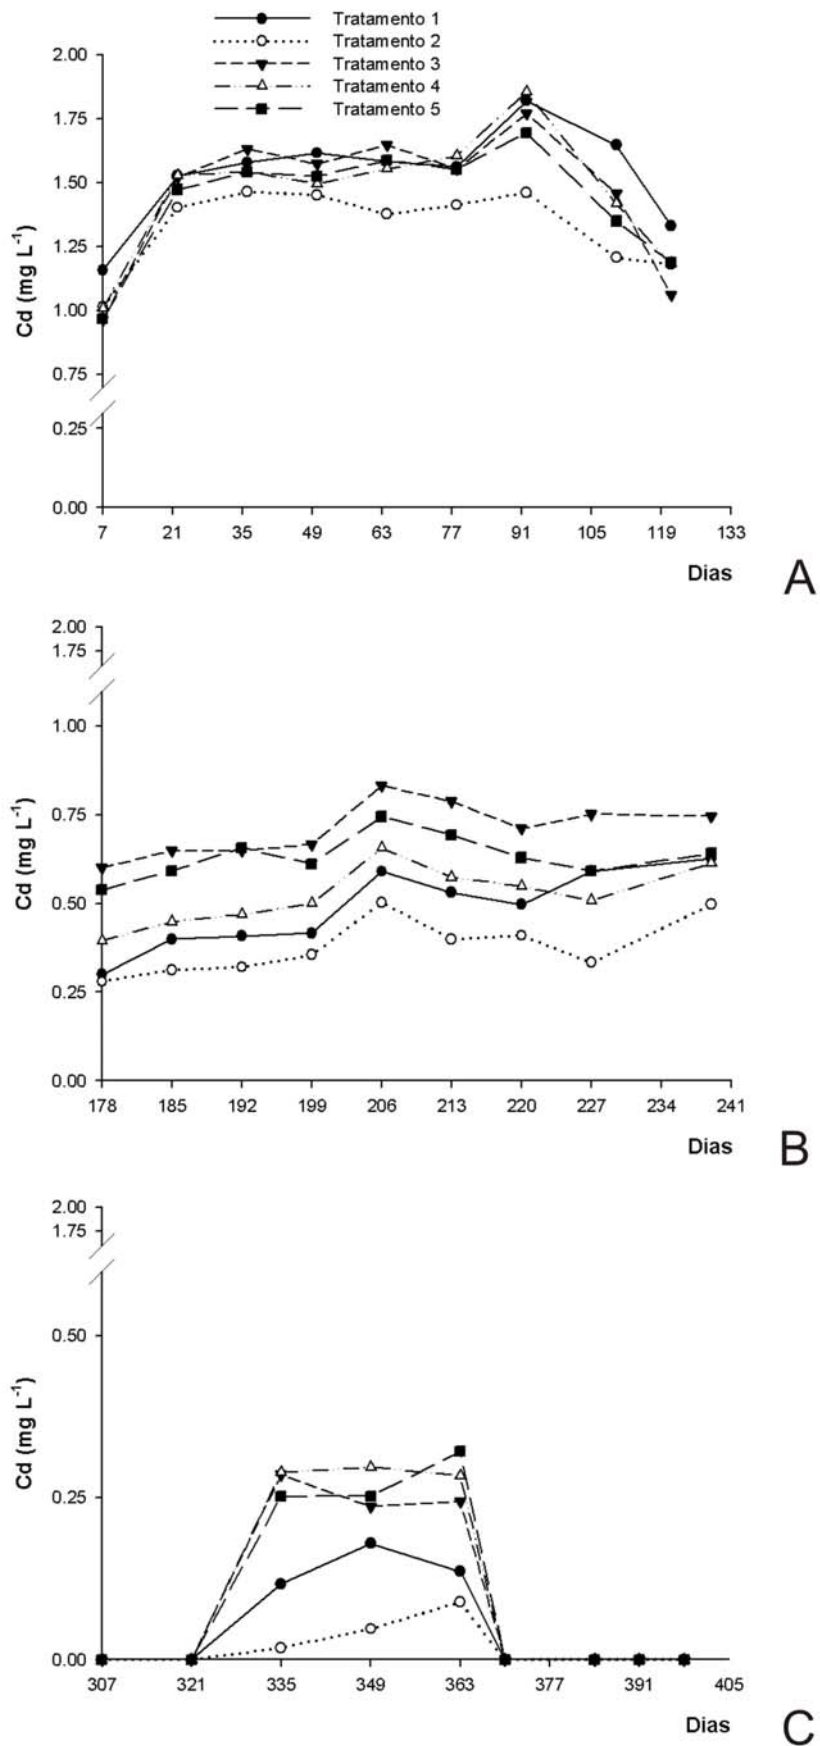 Tratamento 1
Tratamento 2
Tratamento 3
Tratamento 4
Tratamento 5
2.00
1.75
1.50
1.25
1.00
0.75
0.25
0.00
Cd (mg L⁻¹)
7 21 35 49 63 77 91 105 119 133
Dias
A
2.00
1.75
1.00
0.75
0.50
0.25
0.00
Cd (mg L⁻¹)
178 185 192 199 206 213 220 227 234 241
Dias
B
2.00
1.75
0.50
0.25
0.00
Cd (mg L⁻¹)
307 321 335 349 363 377 391 405
Dias
C